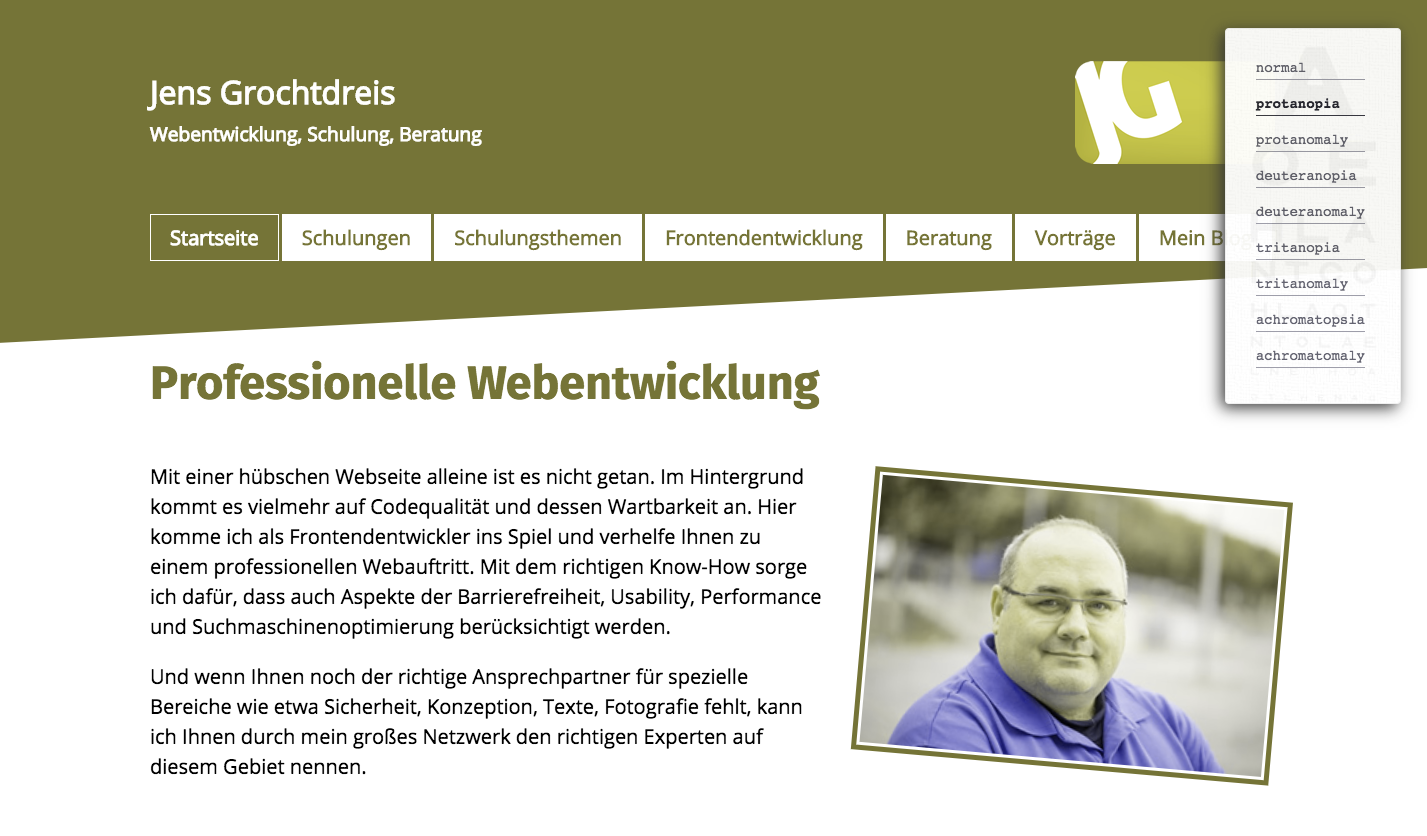 Jens Grochtdreis
Webentwicklung, Schulung, Beratung
JG
normal
protanopia
protanomaly
deuteranopia
deuteranomaly
tritanopia
tritanomaly
achromatopsia
achromatomaly
Startseite Schulungen Schulungsthemen Frontendentwicklung Beratung Vorträge Mein Blog
Professionelle Webentwicklung
Mit einer hübschen Webseite alleine ist es nicht getan. Im Hintergrund
kommt es vielmehr auf Codequalität und dessen Wartbarkeit an. Hier
komme ich als Frontendentwickler ins Spiel und verhelfe Ihnen zu
einem professionellen Webauftritt. Mit dem richtigen Know-How sorge
ich dafür, dass auch Aspekte der Barrierefreiheit, Usability, Performance
und Suchmaschinenoptimierung berücksichtigt werden.
Und wenn Ihnen noch der richtige Ansprechpartner für spezielle
Bereiche wie etwa Sicherheit, Konzeption, Texte, Fotografie fehlt, kann
ich Ihnen durch mein großes Netzwerk den richtigen Experten auf
diesem Gebiet nennen.